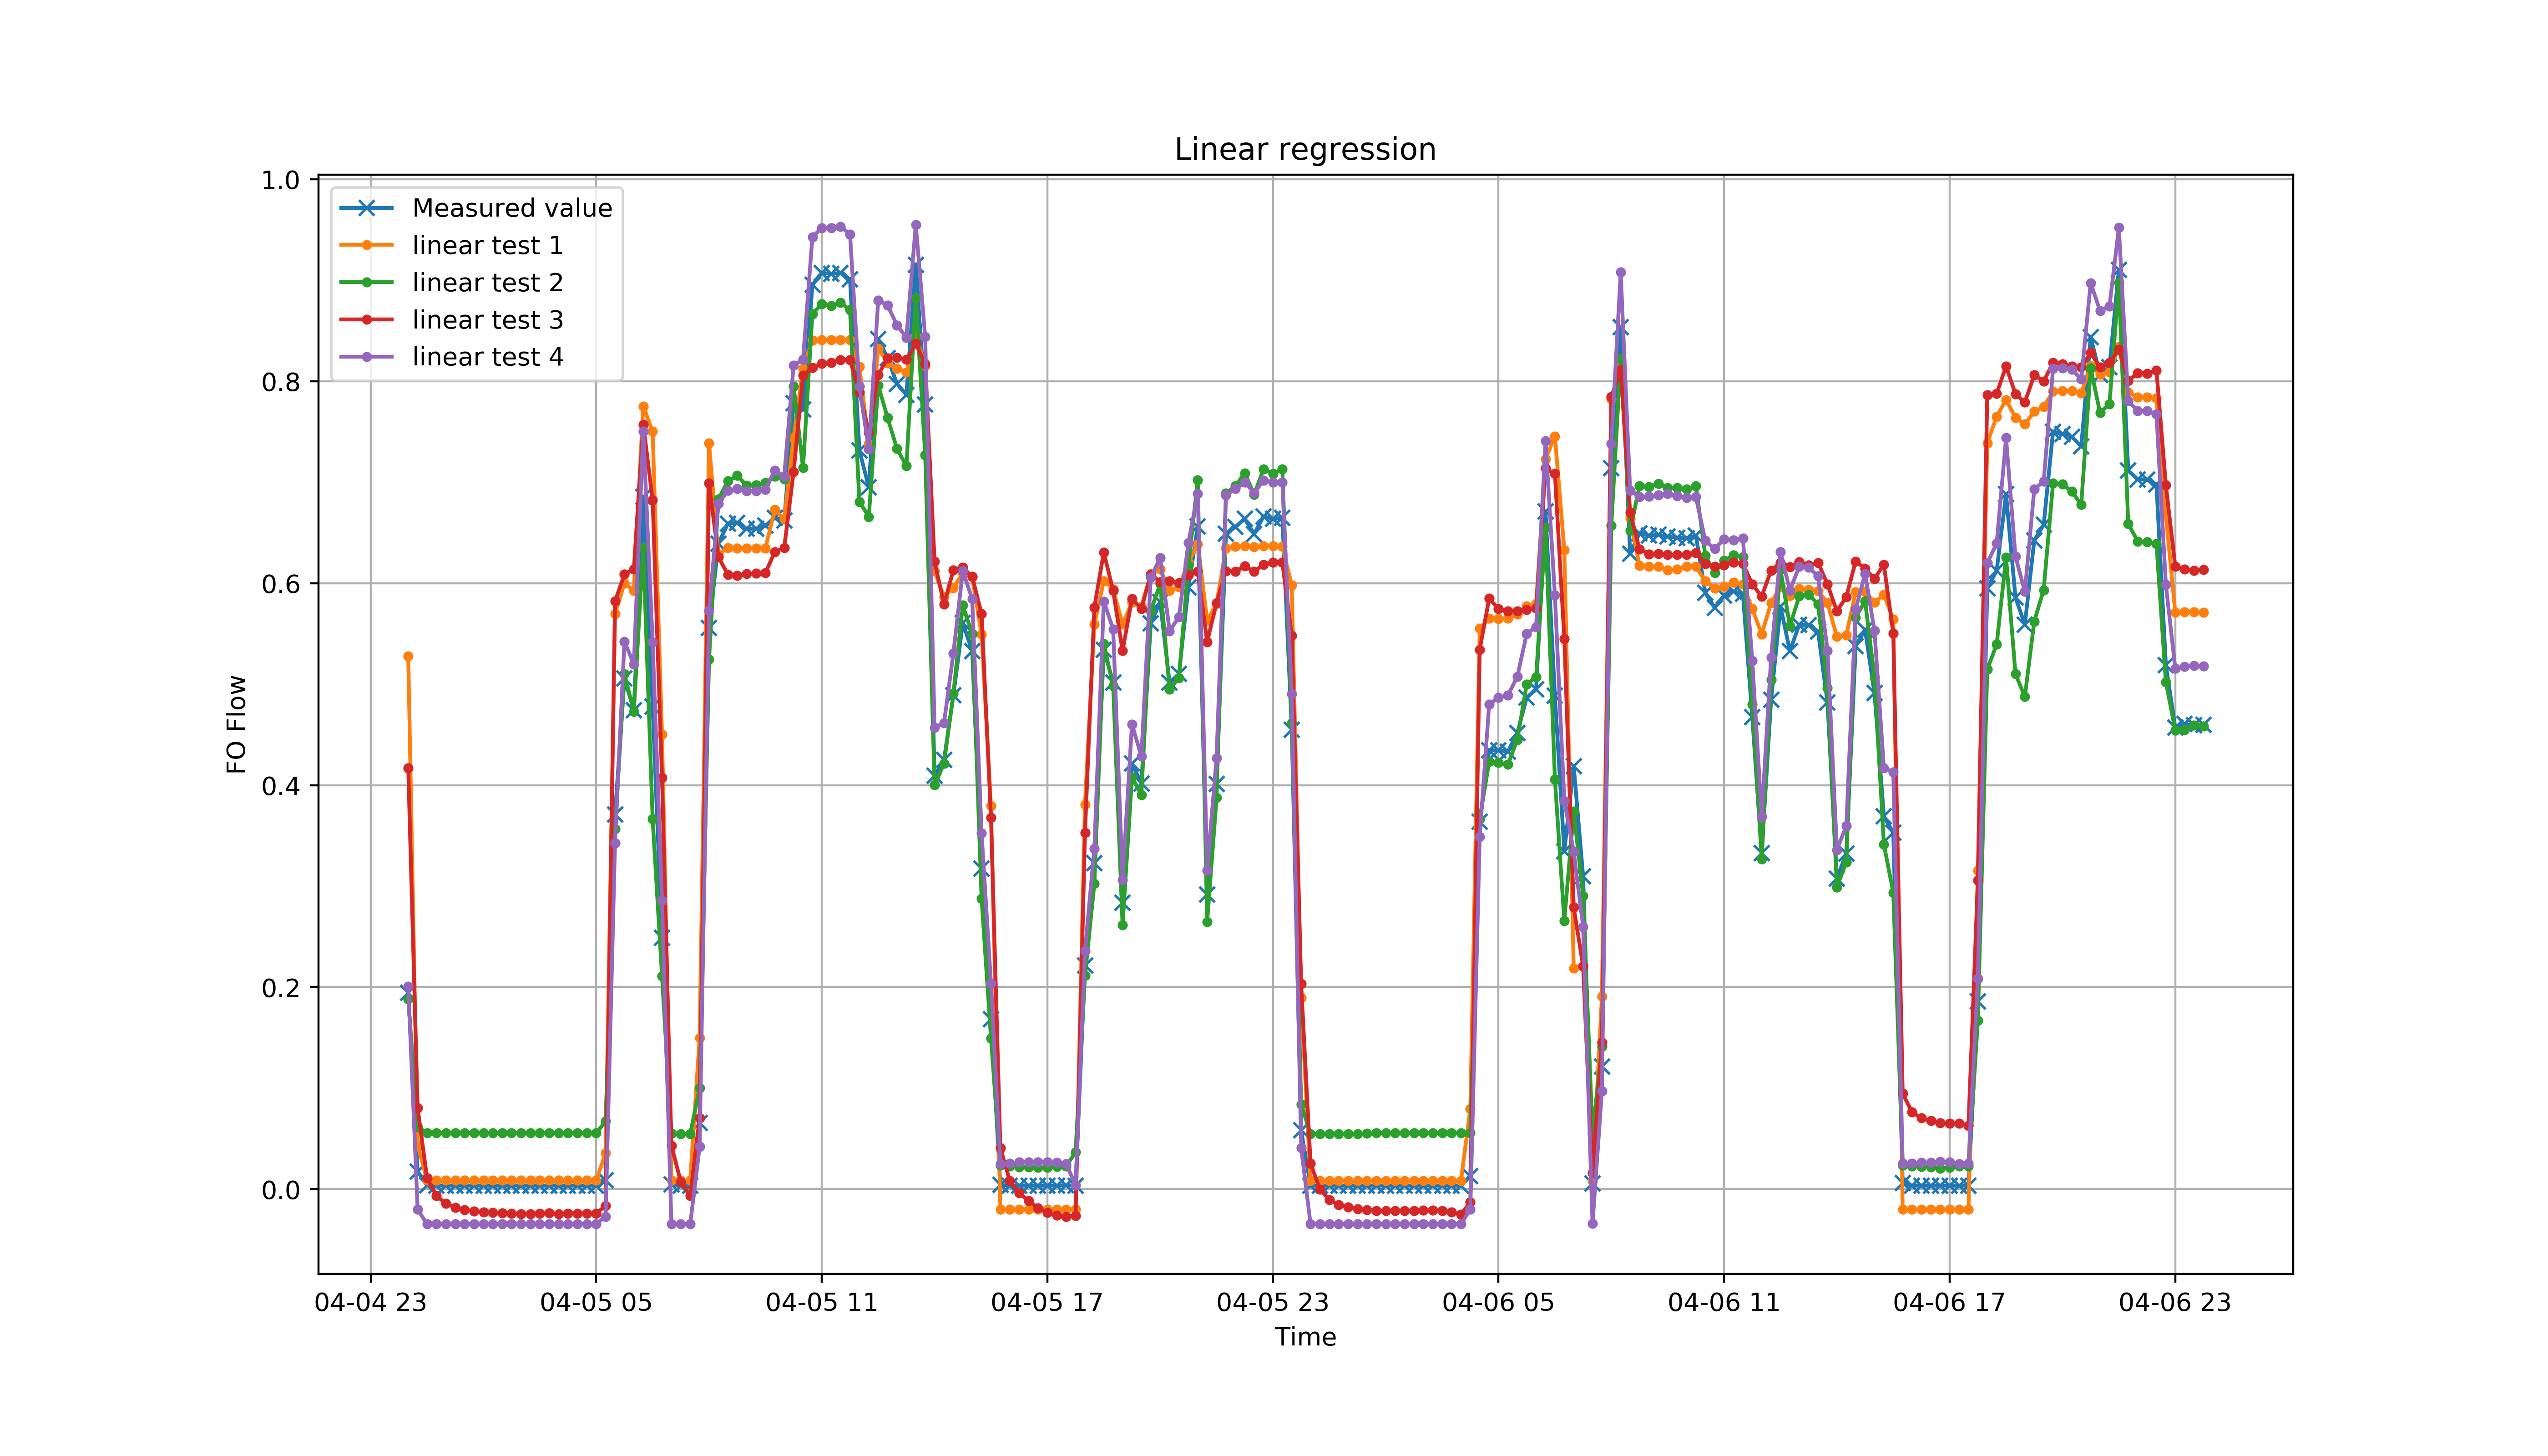 Linear regression
1.0
0.8
0.6
0.4
0.2
0.0
FO Flow
Measured value
linear test 1
linear test 2
linear test 3
linear test 4
04-04 23
04-05 05
04-05 11
04-05 17
04-05 23
04-06 05
04-06 11
04-06 17
04-06 23
Time